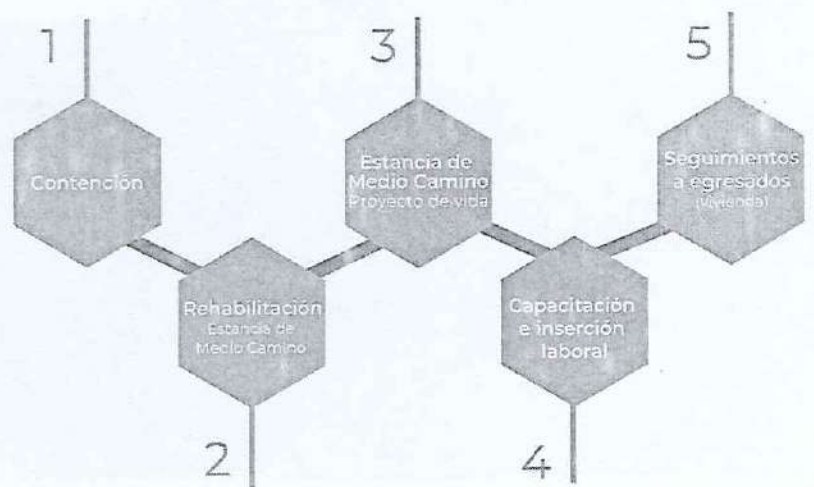 1
Contención
2
Rehabilitación
Estancia de
Medio Camino
3
Estancia de
Medio Camino
Proyecto de vida
4
Capacitación
e inserción
laboral
5
Seguimientos
a egresados
(vivienda)